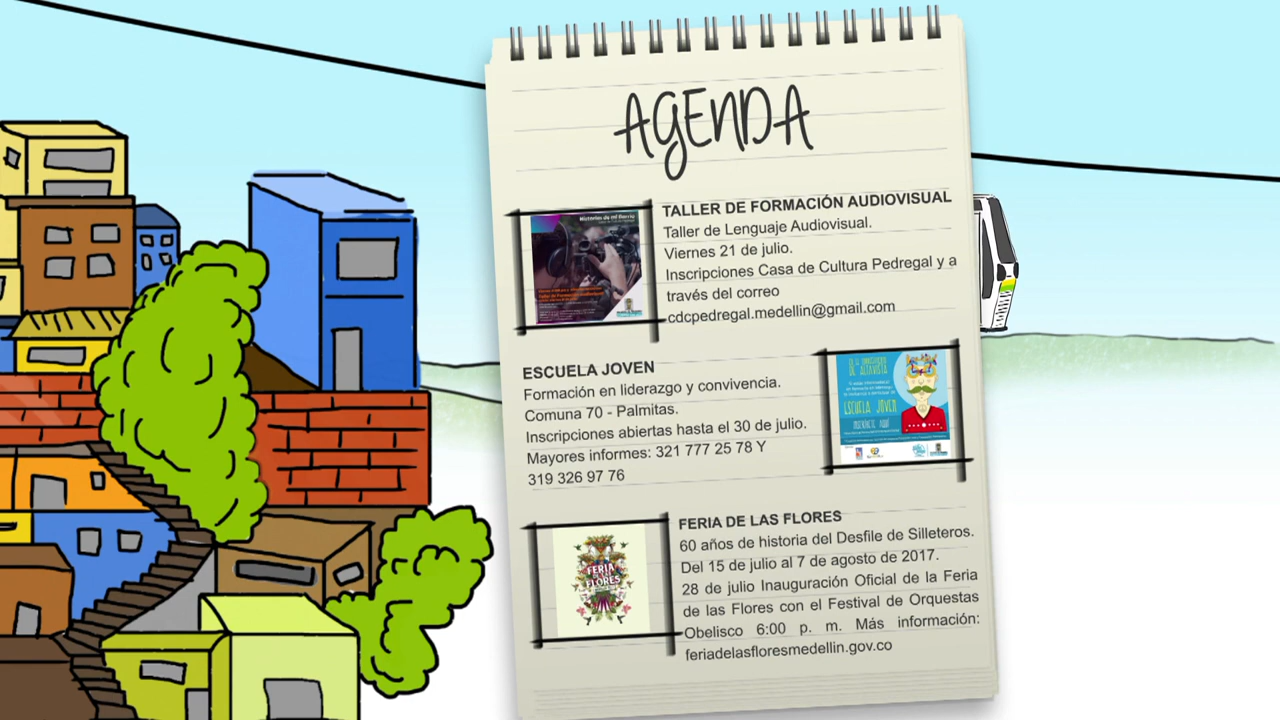 AGENDA
Historias de mi Barrio
TALLER DE FORMACIÓN AUDIOVISUAL
Taller de Lenguaje Audiovisual.
Viernes 21 de julio.
Inscripciones Casa de Cultura Pedregal y a
través del correo
cdcpedregal.medellin@gmail.com
ESCUELA JOVEN
Formación en liderazgo y convivencia.
Comuna 70 - Palmitas.
Inscripciones abiertas hasta el 30 de julio.
Mayores informes: 321 777 25 78 Y
319 326 97 76
ESCUELA JOVEN
FERIA
FLORES
FERIA DE LAS FLORES
60 años de historia del Desfile de Silleteros.
Del 15 de julio al 7 de agosto de 2017.
28 de julio Inauguración Oficial de la Feria
de las Flores con el Festival de Orquestas
Obelisco 6:00 p. m. Más información:
feriadelasfloresmedellin.gov.co